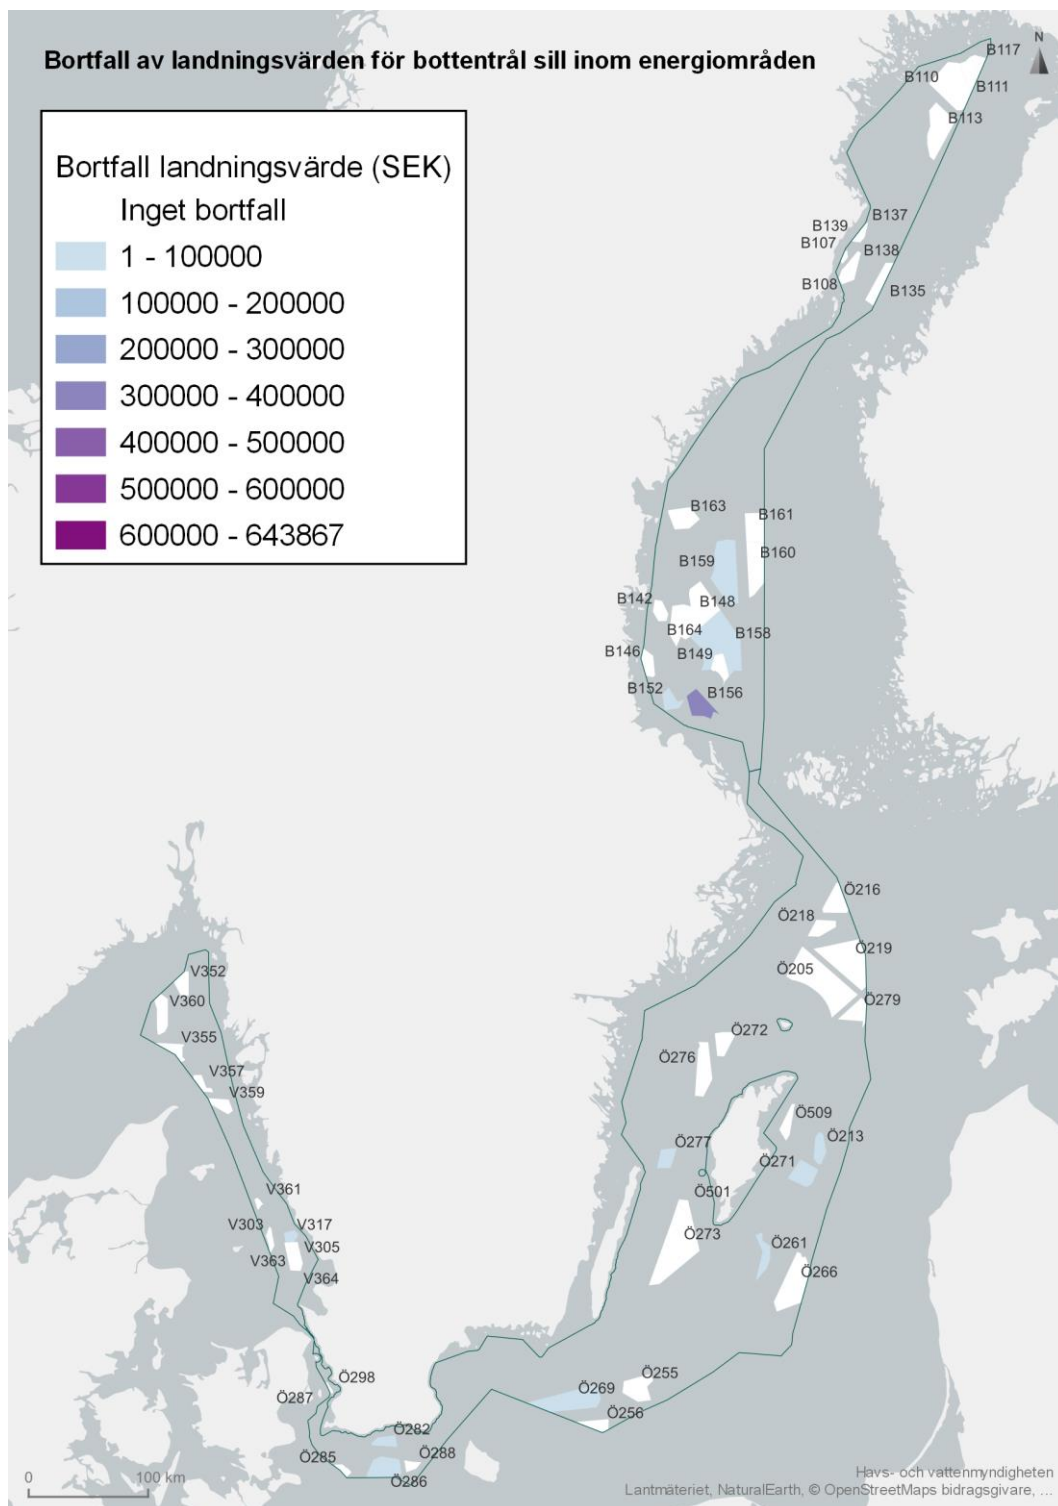 Bortfall av landningsvärden för bottentrål sill inom energiområden
N
Bortfall landningsvärde (SEK)
Inget bortfall
1 - 100000
100000 - 200000
200000 - 300000
300000 - 400000
400000 - 500000
500000 - 600000
600000 - 643867
B117
B110
B111
B113
B137
B139
B107
B138
B108
B135
B163
B161
B159
B160
B142
B148
B164
B158
B146
B149
B152
B156
Ö216
Ö218
Ö219
Ö205
Ö279
V352
V360
V355
Ö272
Ö276
V357
V359
Ö509
Ö213
Ö277
Ö271
Ö501
V361
V303
V317
Ö273
Ö261
V305
V363
V364
Ö266
Ö298
Ö255
Ö287
Ö269
Ö256
Ö282
Ö285
Ö288
Ö286
0 100 km
Havs- och vattenmyndigheten
Lantmäteriet, NaturalEarth, © OpenStreetMaps bidragsgivare, ...